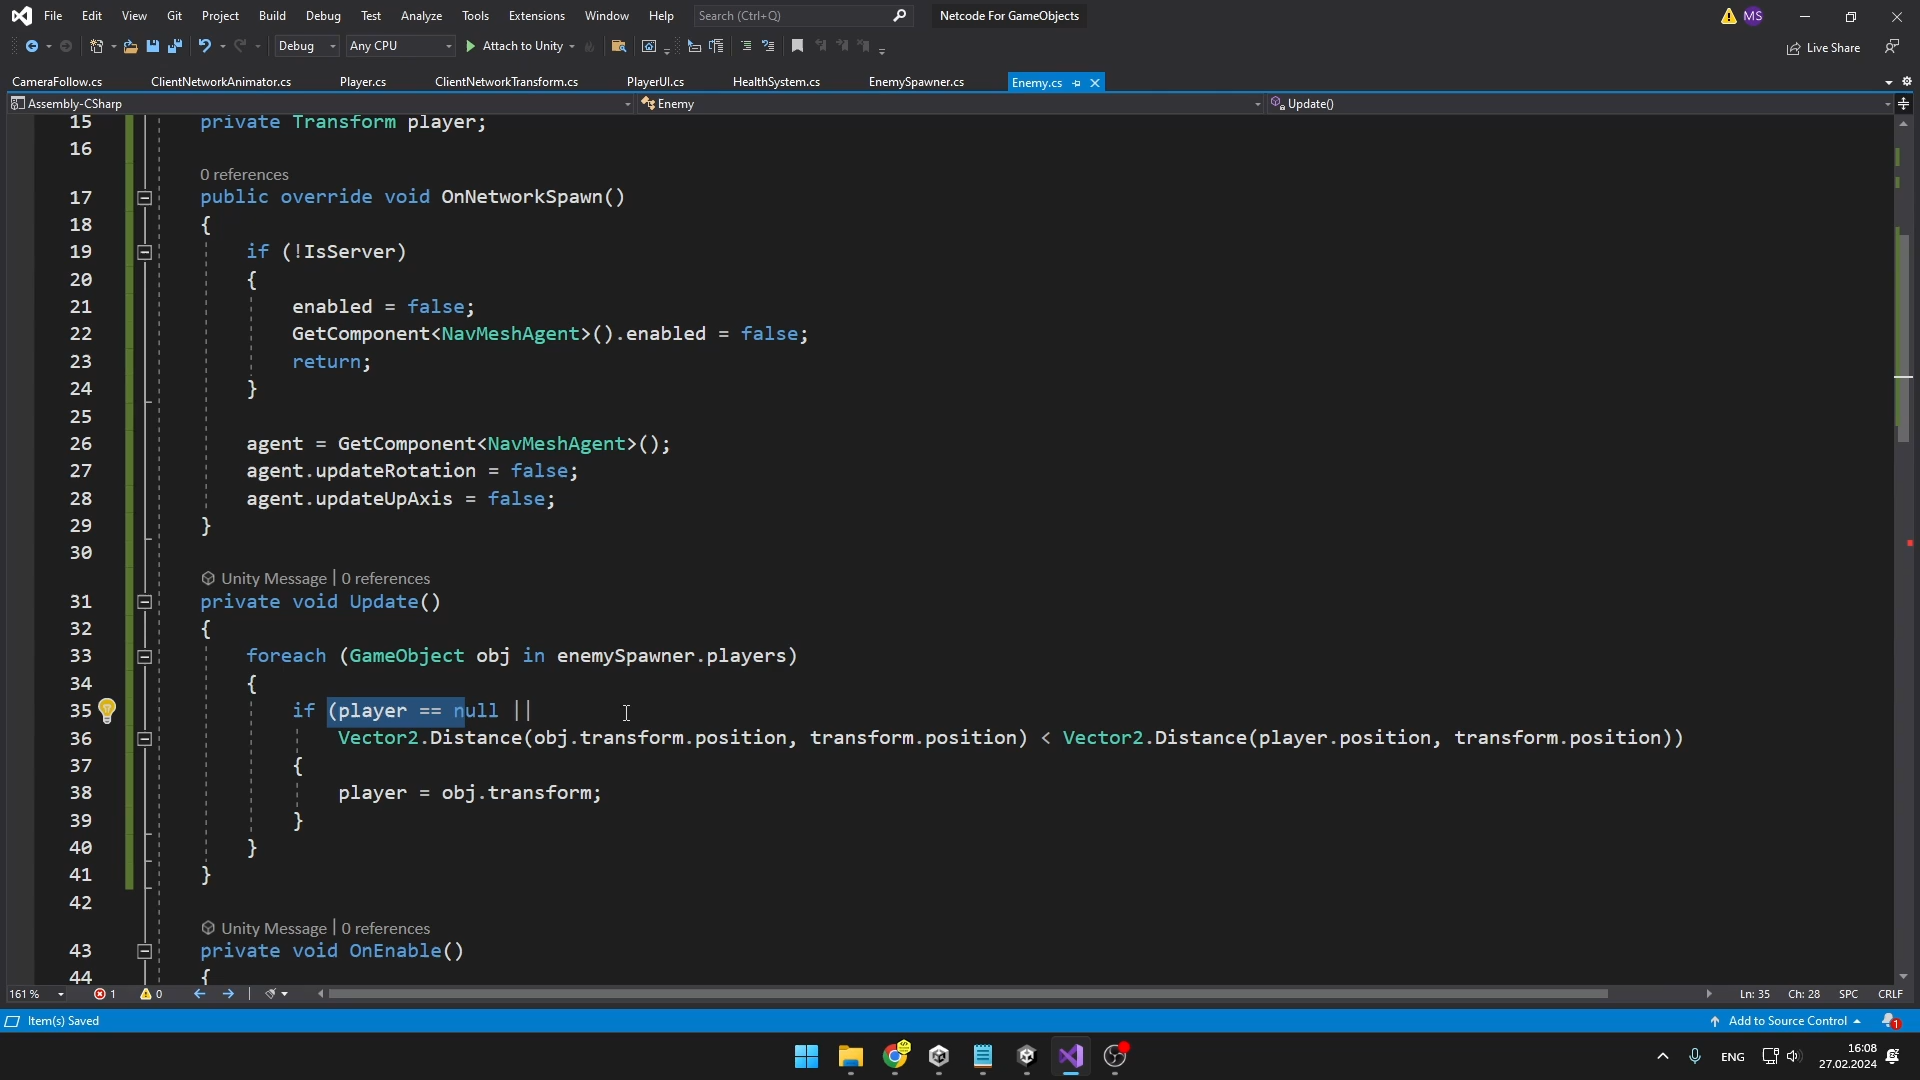 File Edit View Git Project Build Debug Test Analyze Tools Extensions Window Help Search (Ctrl+Q) Netcode For GameObjects MS
Debug Any CPU Attach to Unity Live Share
CameraFollow.cs ClientNetworkAnimator.cs Player.cs ClientNetworkTransform.cs PlayerUI.cs HealthSystem.cs EnemySpawner.cs Enemy.cs
Assembly-CSharp Enemy Update()
15 private Transform player;
16
0 references
17 public override void OnNetworkSpawn()
18 {
19 if (!IsServer)
20 {
21 enabled = false;
22 GetComponent<NavMeshAgent>().enabled = false;
23 return;
24 }
25
26 agent = GetComponent<NavMeshAgent>();
27 agent.updateRotation = false;
28 agent.updateUpAxis = false;
29 }
30
Unity Message | 0 references
31 private void Update()
32 {
33 foreach (GameObject obj in enemySpawner.players)
34 {
35 if (player == null ||
36 Vector2.Distance(obj.transform.position, transform.position) < Vector2.Distance(player.position, transform.position))
37 {
38 player = obj.transform;
39 }
40 }
41 }
42
Unity Message | 0 references
43 private void OnEnable()
44 {
161 % 1 0 Ln: 35 Ch: 28 SPC CRLF
Item(s) Saved Add to Source Control 1
ENG 16:08
27.02.2024